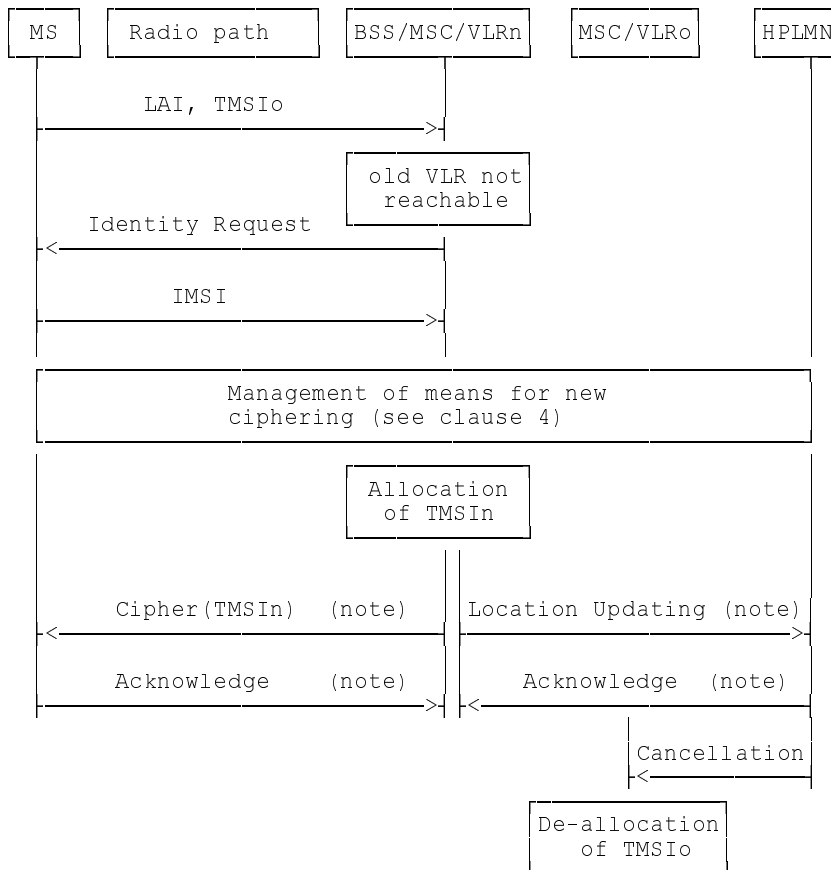 MS Radio path BSS/MSC/VLRn MSC/VLRo HPLMN
LAI, TMSIo
old VLR not
reachable
Identity Request
IMSI
Management of means for new
ciphering (see clause 4)
Allocation
of TMSIn
Cipher(TMSIn) (note) Location Updating (note)
Acknowledge (note) Acknowledge (note)
Cancellation
De-allocation
of TMSIo